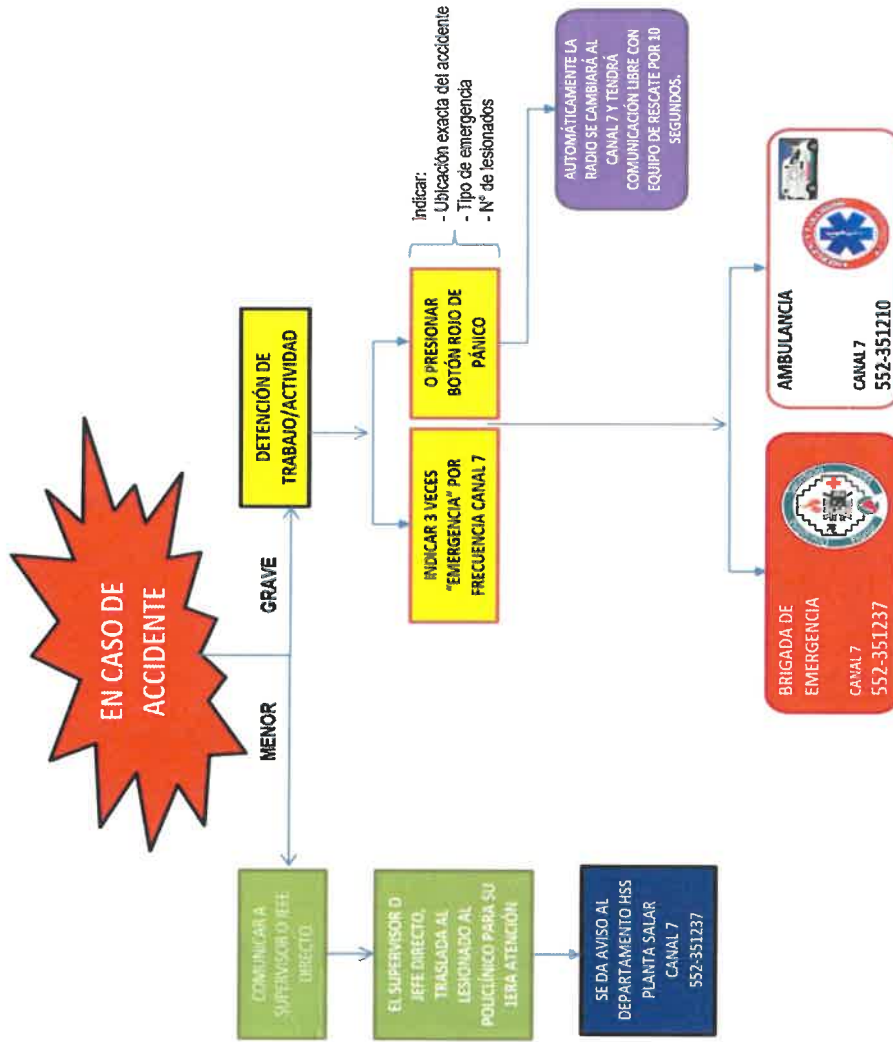 EN CASO DE
ACCIDENTE
MENOR
GRAVE
COMUNICAR A
SUPERVISOR O JEFE
DIRECTO
EL SUPERVISOR O
JEFE DIRECTO,
TRASLADA AL
LESIONADO AL
POLICLÍNICO PARA SU
1ERA ATENCIÓN
SE DA AVISO AL
DEPARTAMENTO HSS
PLANTA SALAR
CANAL 7
552-351237
DETENCIÓN DE
TRABAJO/ACTIVIDAD
INDICAR 3 VECES
"EMERGENCIA" POR
FRECUENCIA CANAL 7
O PRESIONAR
BOTÓN ROJO DE
PÁNICO
Indicar:
- Ubicación exacta del accidente
- Tipo de emergencia
- N° de lesionados
AUTOMÁTICAMENTE LA
RADIO SE CAMBIARÁ AL
CANAL 7 Y TENDRÁ
COMUNICACIÓN LIBRE CON
EQUIPO DE RESCATE POR 10
SEGUNDOS.
BRIGADA DE
EMERGENCIA
CANAL 7
552-351237
AMBULANCIA
CANAL 7
552-351210